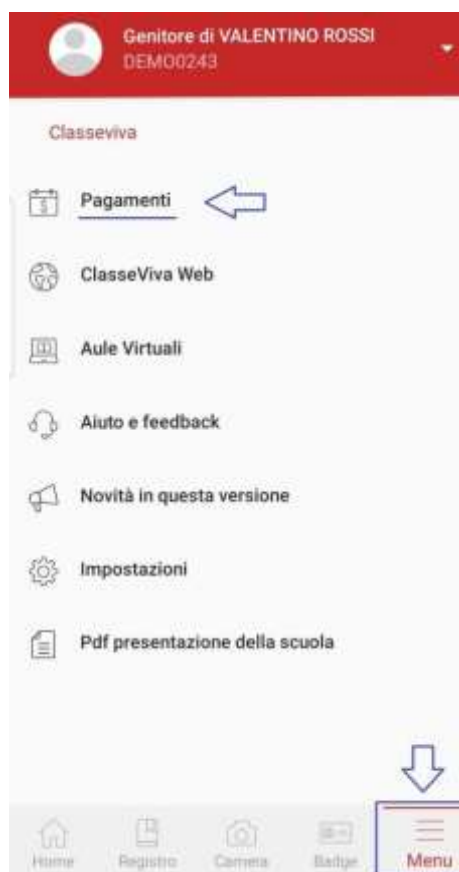 Genitore di VALENTINO ROSSI
DEMO0243
Classeviva
Pagamenti
ClasseViva Web
Aule Virtuali
Aiuto e feedback
Novità in questa versione
Impostazioni
Pdf presentazione della scuola
Home Registro Camera Badge Menu